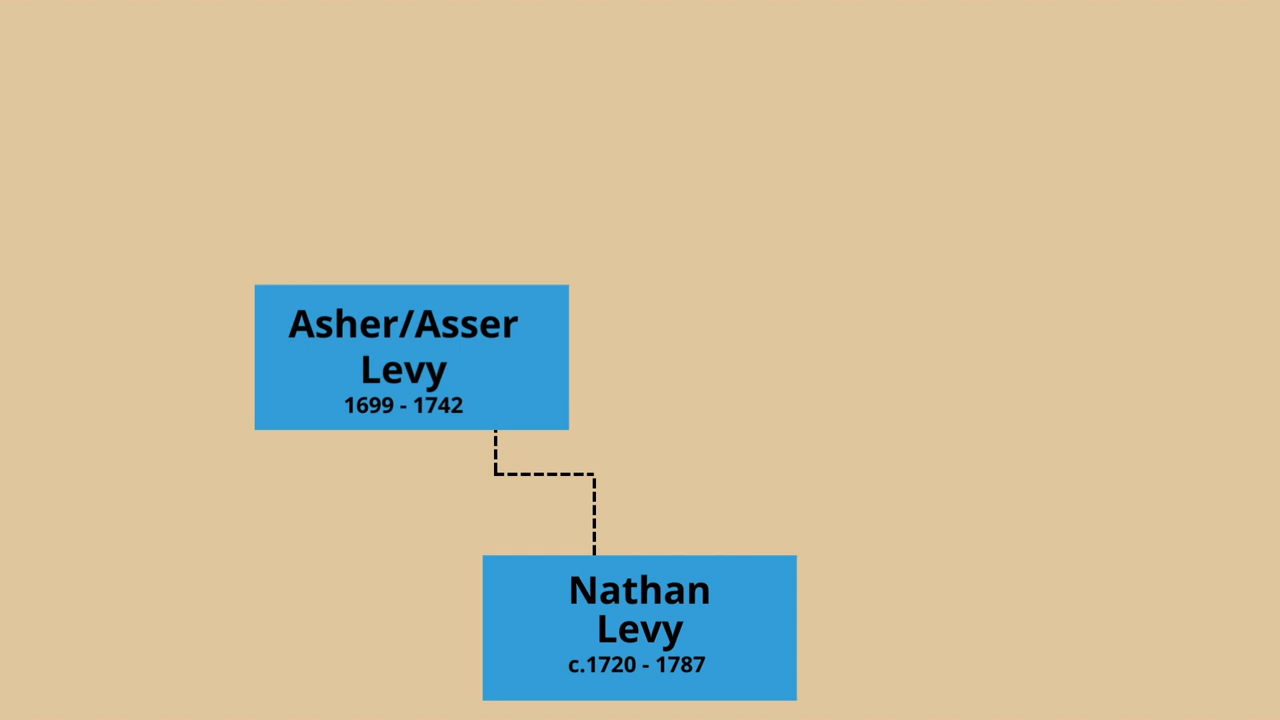 Asher/Asser
Levy
1699 - 1742
Nathan
Levy
c.1720 - 1787